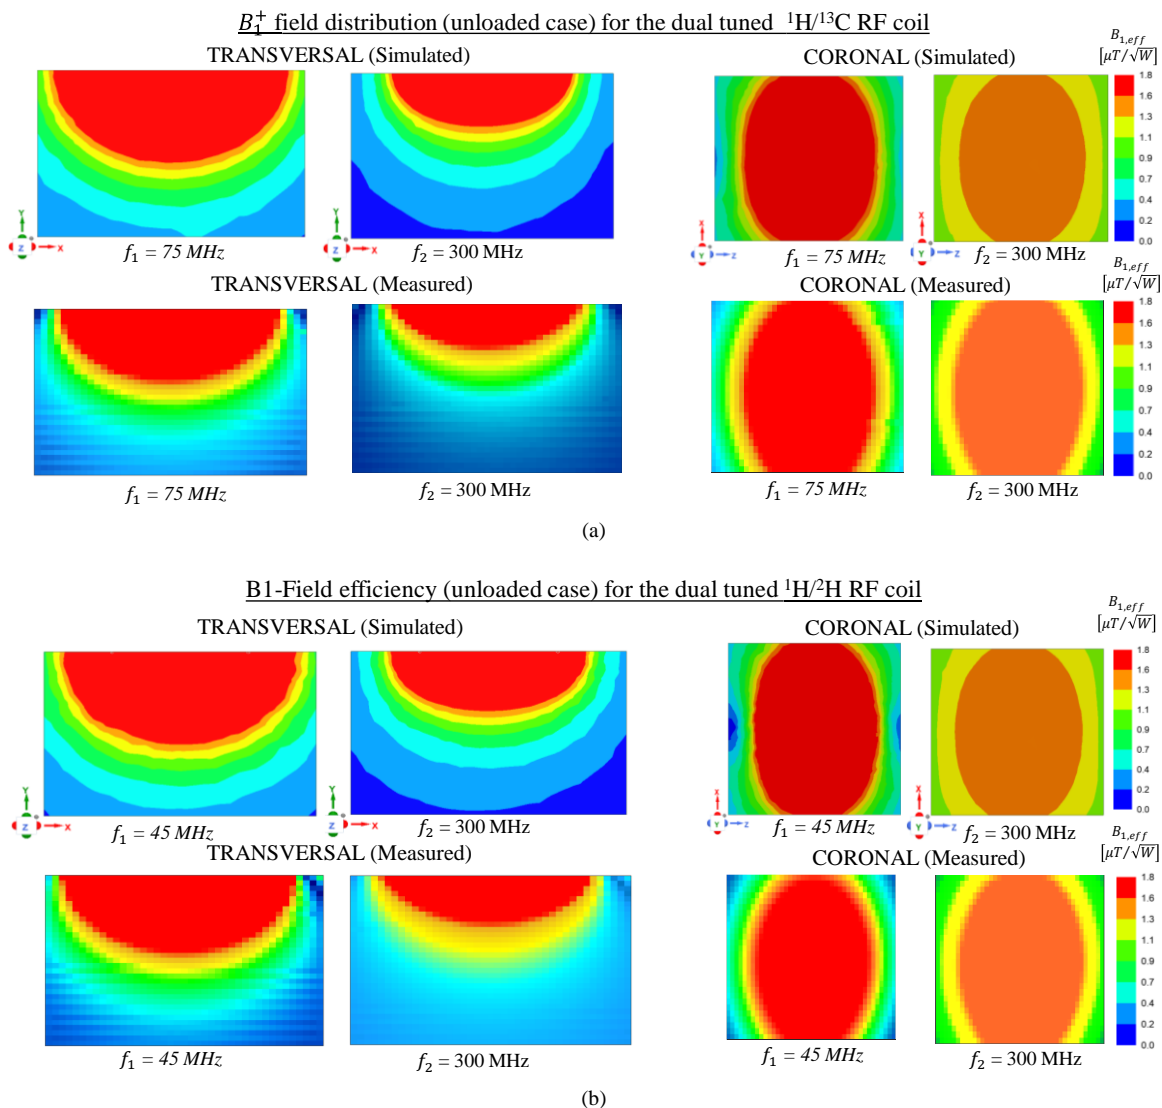 B₁⁺ field distribution (unloaded case) for the dual tuned ¹H/¹³C RF coil
TRANSVERSAL (Simulated)
CORONAL (Simulated)
B₁,eff
[μT/√W]
1.8
1.6
1.3
1.1
0.9
0.7
0.4
0.2
0.0
Y
Z
X
f₁ = 75 MHz
Y
Z
X
f₂ = 300 MHz
X
Y
Z
f₁ = 75 MHz
X
Y
Z
f₂ = 300 MHz
TRANSVERSAL (Measured)
CORONAL (Measured)
B₁,eff
[μT/√W]
1.8
1.6
1.3
1.1
0.9
0.7
0.4
0.2
0.0
f₁ = 75 MHz
f₂ = 300 MHz
f₁ = 75 MHz
f₂ = 300 MHz
(a)
B1-Field efficiency (unloaded case) for the dual tuned ¹H/²H RF coil
TRANSVERSAL (Simulated)
CORONAL (Simulated)
B₁,eff
[μT/√W]
1.8
1.6
1.3
1.1
0.9
0.7
0.4
0.2
0.0
Y
Z
X
f₁ = 45 MHz
Y
Z
X
f₂ = 300 MHz
X
Y
Z
f₁ = 45 MHz
X
Y
Z
f₂ = 300 MHz
TRANSVERSAL (Measured)
CORONAL (Measured)
B₁,eff
[μT/√W]
1.8
1.6
1.3
1.1
0.9
0.7
0.4
0.2
0.0
f₁ = 45 MHz
f₂ = 300 MHz
f₁ = 45 MHz
f₂ = 300 MHz
(b)